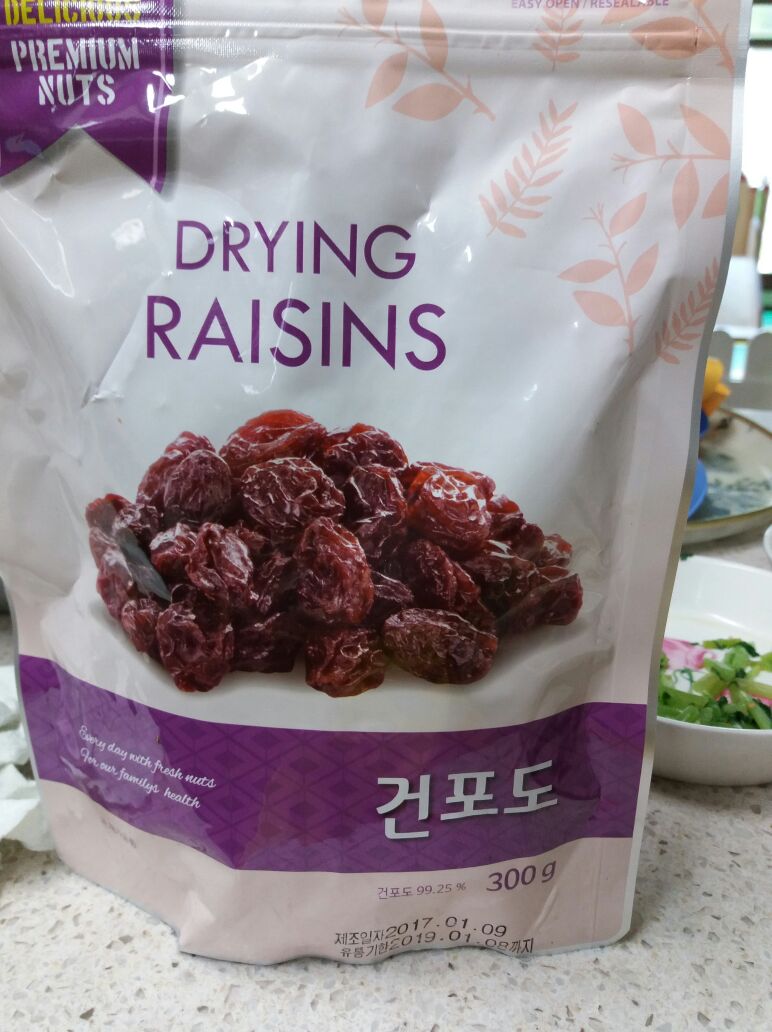 DELICIOUS
PREMIUM
NUTS
EASY OPEN / RESEALABLE
DRYING
RAISINS
Every day with fresh nuts
For our familys health
건포도
건포도 99.25 % 300 g
제조일자2017.01.09
유통기한2019.01.08까지